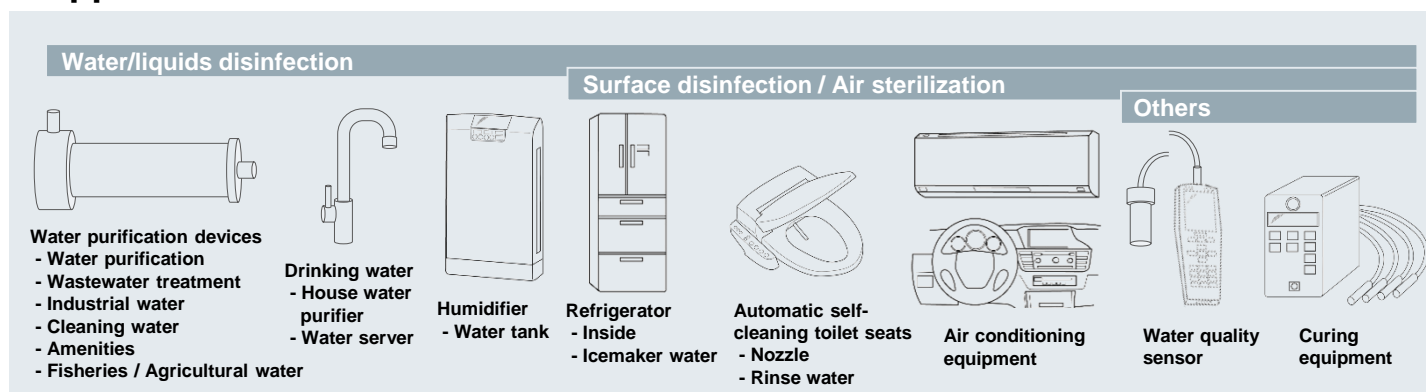 Water/liquids disinfection
Surface disinfection / Air sterilization
Others
Water purification devices
- Water purification
- Wastewater treatment
- Industrial water
- Cleaning water
- Amenities
- Fisheries / Agricultural water
Drinking water
- House water
purifier
- Water server
Humidifier
- Water tank
Refrigerator
- Inside
- Icemaker water
Automatic self-
cleaning toilet seats
- Nozzle
- Rinse water
Air conditioning
equipment
Water quality
sensor
Curing
equipment